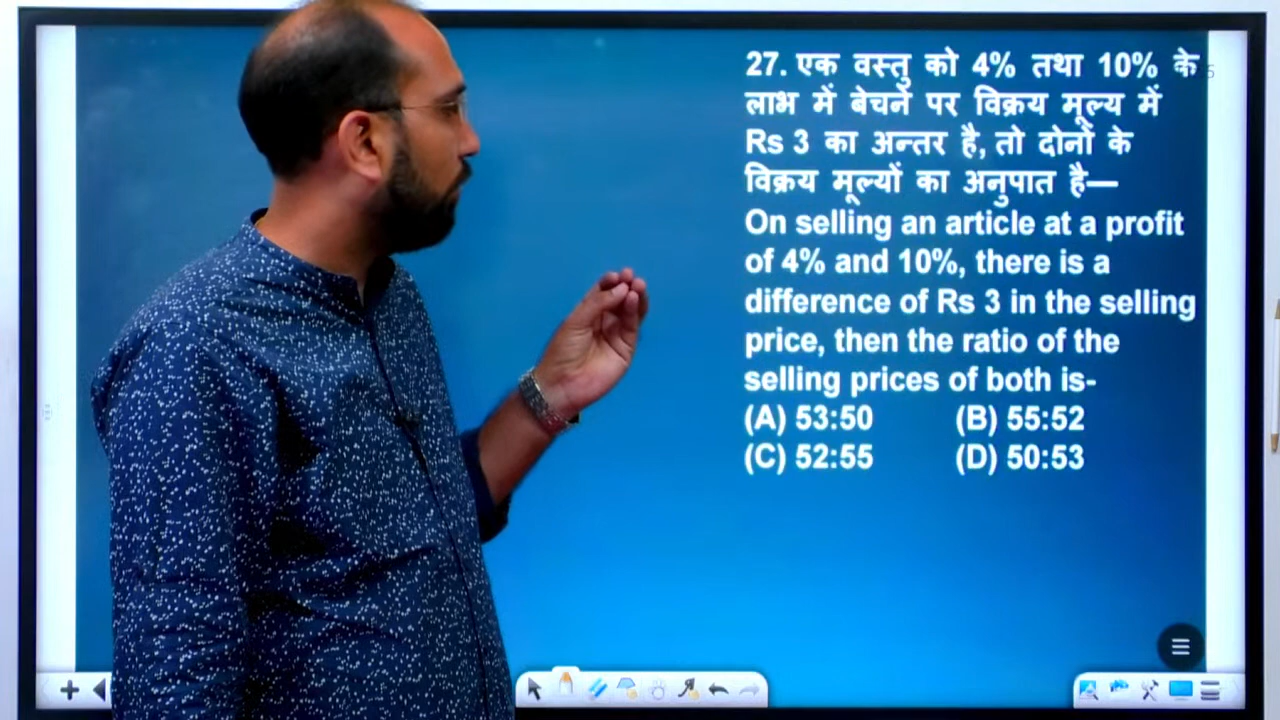 27. एक वस्तु को 4% तथा 10% के
लाभ में बेचने पर विक्रय मूल्य में
Rs 3 का अन्तर है, तो दोनों के
विक्रय मूल्यों का अनुपात है—
On selling an article at a profit
of 4% and 10%, there is a
difference of Rs 3 in the selling
price, then the ratio of the
selling prices of both is-
(A) 53:50 (B) 55:52
(C) 52:55 (D) 50:53